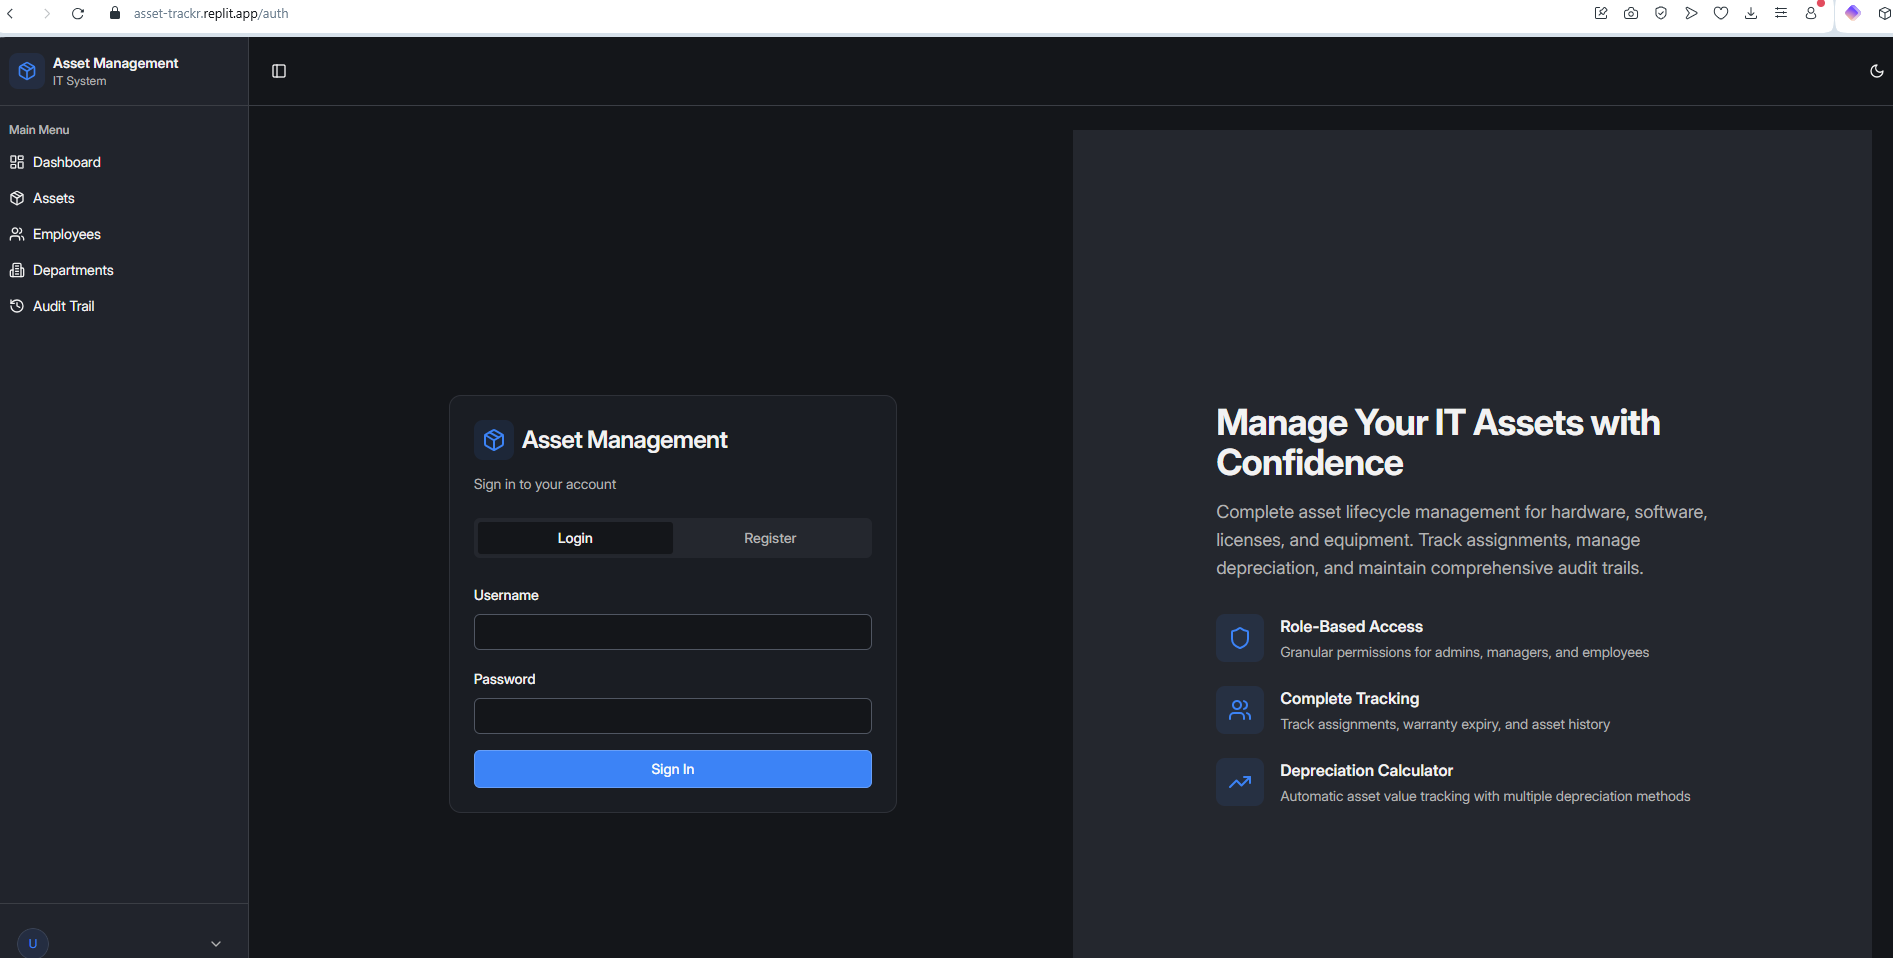 asset-trackr.replit.app/auth
Asset Management
IT System
Main Menu
Dashboard
Assets
Employees
Departments
Audit Trail
U
Asset Management
Sign in to your account
Login
Register
Username
Password
Sign In
Manage Your IT Assets with
Confidence
Complete asset lifecycle management for hardware, software,
licenses, and equipment. Track assignments, manage
depreciation, and maintain comprehensive audit trails.
Role-Based Access
Granular permissions for admins, managers, and employees
Complete Tracking
Track assignments, warranty expiry, and asset history
Depreciation Calculator
Automatic asset value tracking with multiple depreciation methods